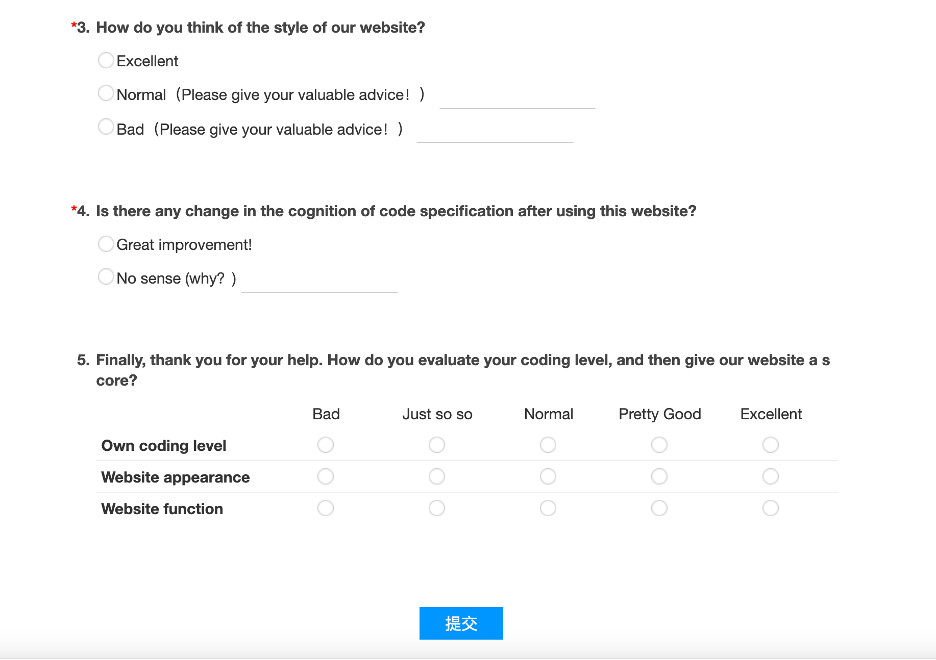 *3. How do you think of the style of our website?
Excellent
Normal（Please give your valuable advice！）
Bad（Please give your valuable advice！）
*4. Is there any change in the cognition of code specification after using this website?
Great improvement!
No sense (why? )
5. Finally, thank you for your help. How do you evaluate your coding level, and then give our website a s
core?
Bad Just so so Normal Pretty Good Excellent
Own coding level
Website appearance
Website function
提交